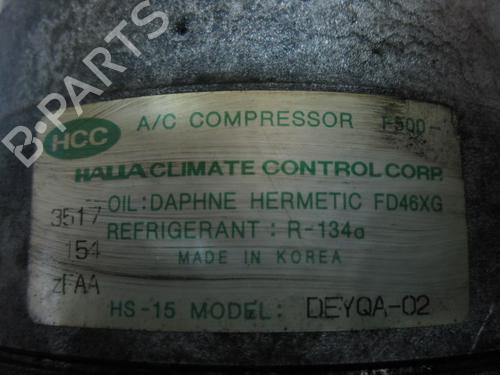 B-PARTS
HCC A/C COMPRESSOR F500-
HALLA CLIMATE CONTROL CORP.
OIL: DAPHNE HERMETIC FD46XG
3517
REFRIGERANT : R-134a
154
MADE IN KOREA
ZFAA
HS-15 MODEL: DEYQA-02